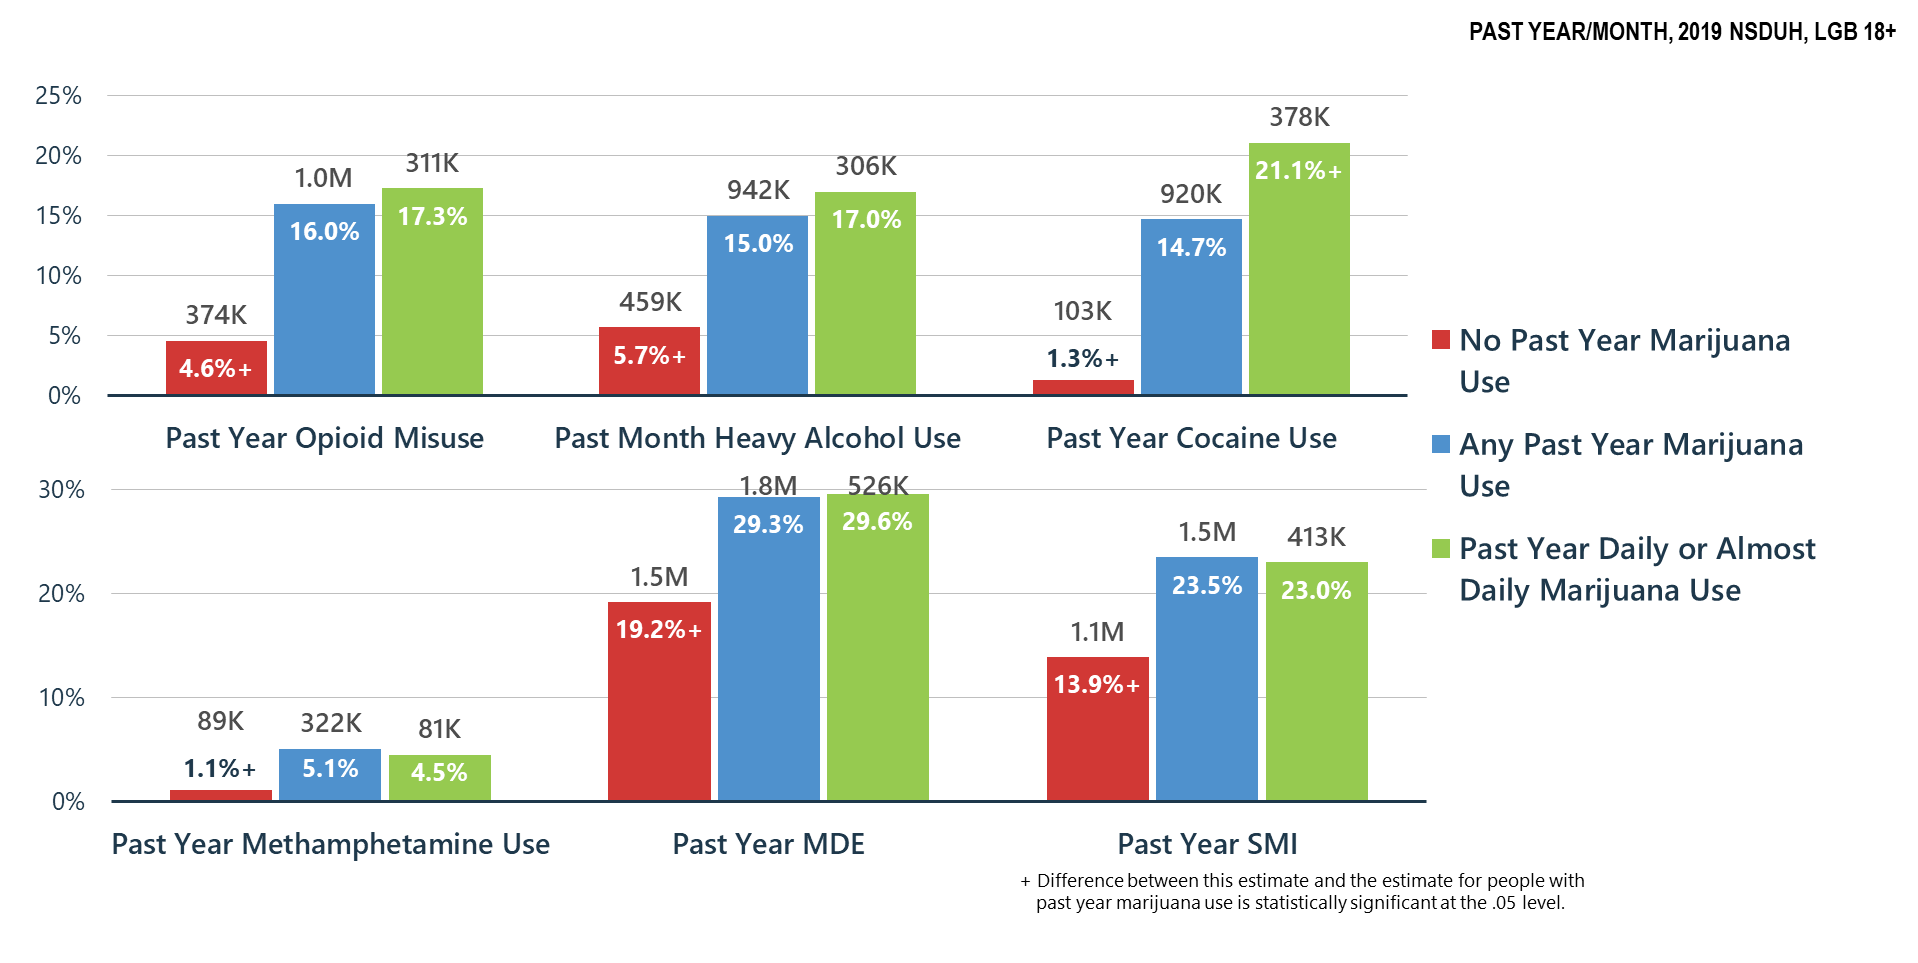 PAST YEAR/MONTH, 2019 NSDUH, LGB 18+
25%
20%
15%
10%
5%
0%
374K
4.6%+
1.0M
16.0%
311K
17.3%
459K
5.7%+
942K
15.0%
306K
17.0%
103K
1.3%+
920K
14.7%
378K
21.1%+
Past Year Opioid Misuse
Past Month Heavy Alcohol Use
Past Year Cocaine Use
No Past Year Marijuana
Use
Any Past Year Marijuana
Use
Past Year Daily or Almost
Daily Marijuana Use
30%
20%
10%
0%
89K
1.1%+
322K
5.1%
81K
4.5%
1.5M
19.2%+
1.8M
29.3%
526K
29.6%
1.1M
13.9%+
1.5M
23.5%
413K
23.0%
Past Year Methamphetamine Use
Past Year MDE
Past Year SMI
+ Difference between this estimate and the estimate for people with
past year marijuana use is statistically significant at the .05 level.